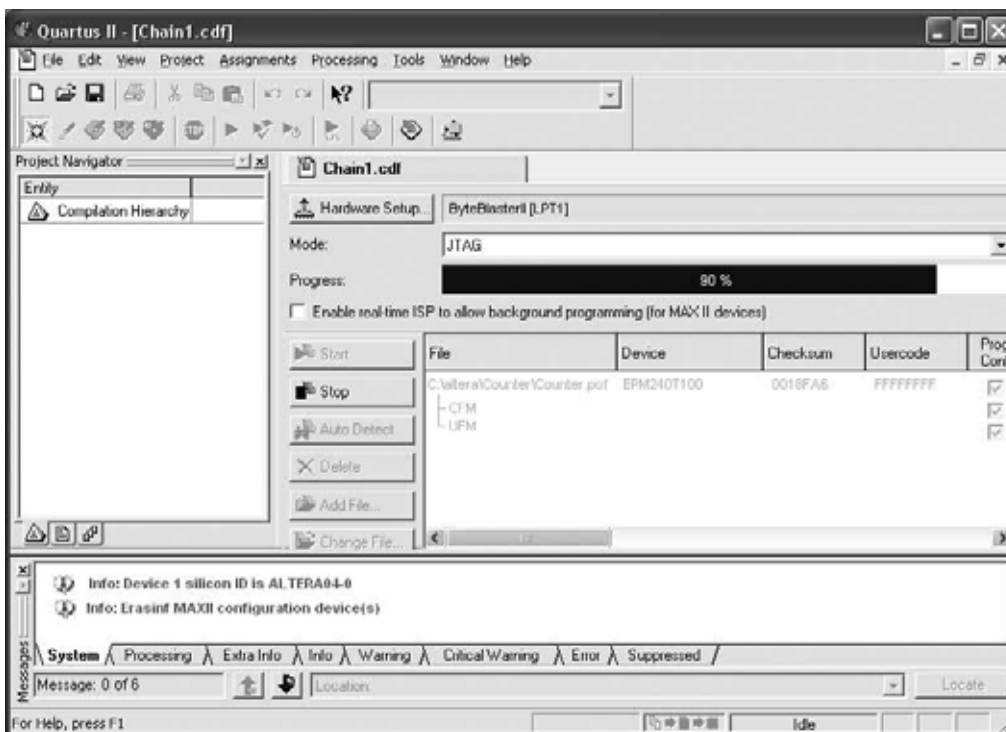 Quartus II - [Chain1.cdf]
File Edit View Project Assignments Processing Tools Window Help
Project Navigator
Entity
Compilation Hierarchy
Chain1.cdf
Hardware Setup... ByteBlasterII [LPT1]
Mode: JTAG
Progress: 90 %
Enable real-time ISP to allow background programming (for MAX II devices)
Start
Stop
Auto Detect
Delete
Add File...
Change File...
File Device Checksum Usercode Prog
Conf
C:\altera\Counter\Counter.pof EPM240T100 0018FA6 FFFFFFFF
CFM
UFM
Info: Device 1 silicon ID is ALTERA04-0
Info: Erasinf MAXII configuration device(s)
Messages
System Processing Extra Info Info Warning Critical Warning Error Suppressed
Message: 0 of 6 Location: Locate
For Help, press F1 Idle